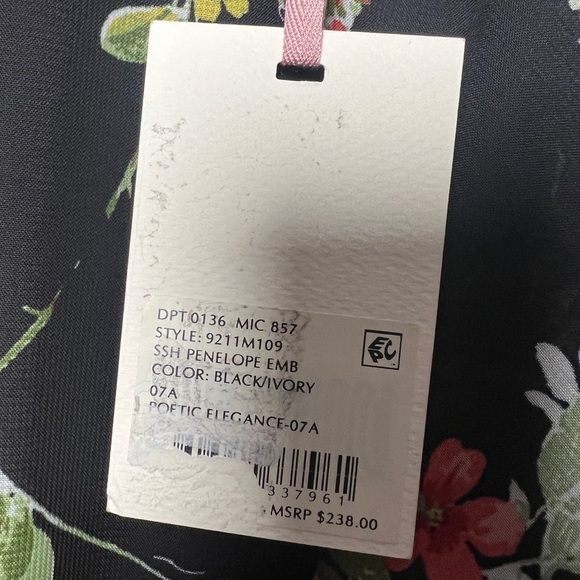 DPT 0136 MIC 857
STYLE: 9211M109
SSH PENELOPE EMB
COLOR: BLACK/IVORY
07A
POETIC ELEGANCE-07A
337961
MSRP $238.00
EPC